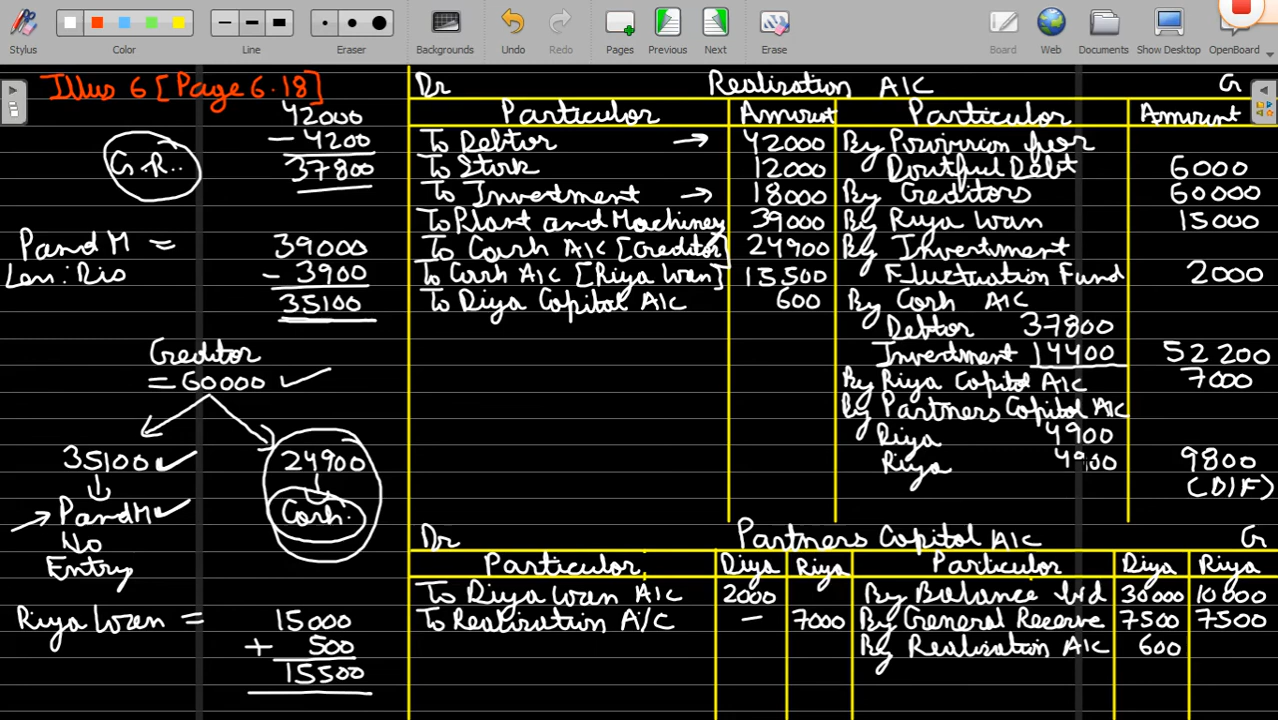 Stylus
Color
Line
Eraser
Backgrounds
Undo
Redo
Pages
Previous
Next
Erase
Board
Web
Documents
Show Desktop
OpenBoard
Illus 6 [Page 6.18]
42000
- 4200
37800
G.R..
P and M = 39000
Len: Dis - 3900
35100
Creditor
= 60000
35100
24900
P and M
Cash
No
Entry
Riya Loan = 15000
+ 500
15500
Dr Realisation A/C Cr
Particular Amount Particular Amount
To Debtor → 42000 By Provision for
To Stock 12000 Doutful Debt 6000
To Investment → 18000 By Creditors 60000
To Plant and Machinery 39000 By Riya Loan 15000
To Cash A/C [Creditor] 24900 By Investment
To Cash A/C [Riya Loan] 15500 Fluctuation Fund 2000
To Diya Capital A/C 600 By Cash A/C
Debtor 37800
Investment 14400 52200
By Riya Capital A/C 7000
By Partners Capital A/C
Riya 4900
Riya 4900 9800
(D/F)
Dr Partners Capital A/C Cr
Particular Diya Riya Particular Diya Riya
To Riya Loan A/C 2000 By Balance b/d 30000 10000
To Realisation A/C — 7000 By General Reserve 7500 7500
By Realisation A/C 600